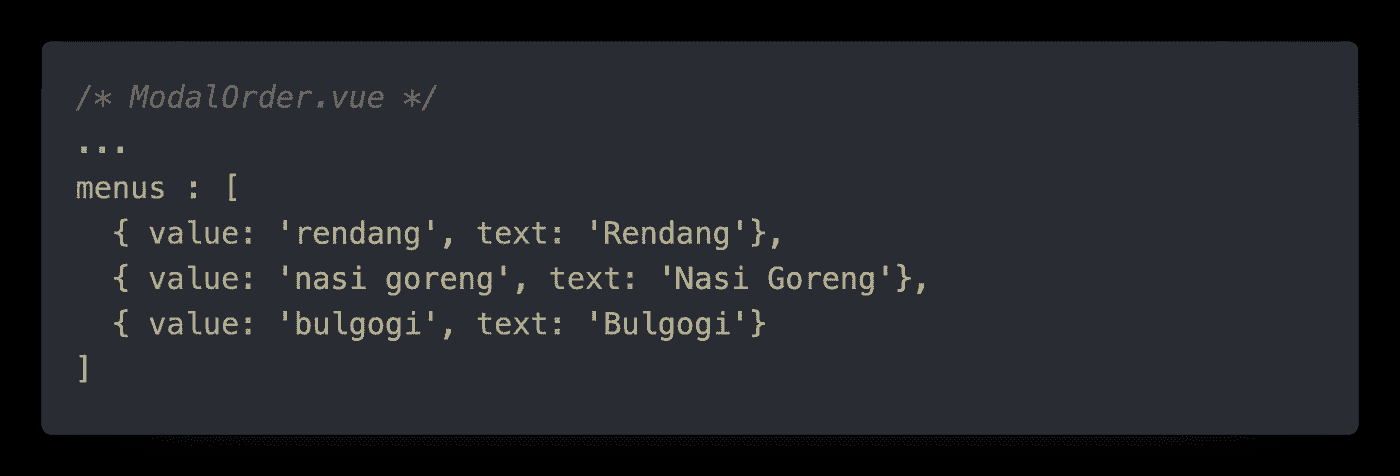 /* ModalOrder.vue */
...
menus : [
  { value: 'rendang', text: 'Rendang'},
  { value: 'nasi goreng', text: 'Nasi Goreng'},
  { value: 'bulgogi', text: 'Bulgogi'}
]